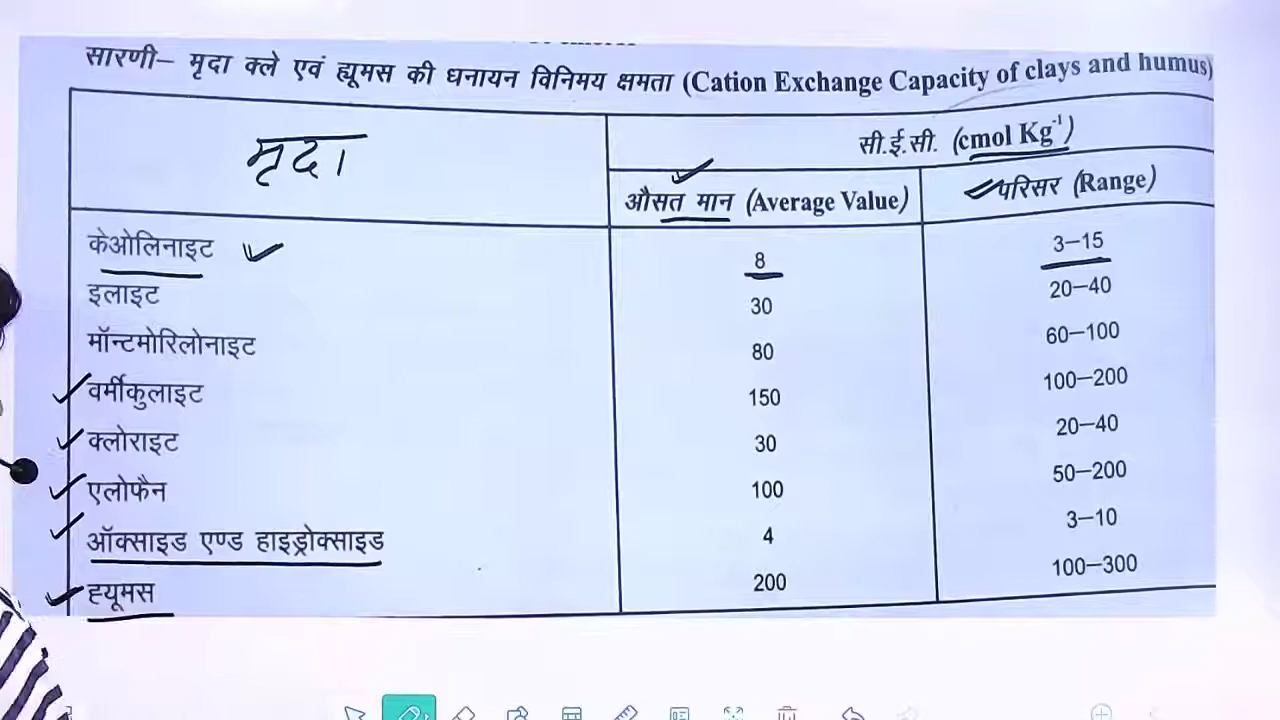 सारणी– मृदा क्ले एवं ह्यूमस की धनायन विनिमय क्षमता (Cation Exchange Capacity of clays and humus)
मृदा
सी.ई.सी. (cmol Kg⁻¹)
औसत मान (Average Value) परिसर (Range)
केओलिनाइट 8 3–15
इलाइट 30 20–40
मॉन्टमोरिलोनाइट 80 60–100
वर्मीकुलाइट 150 100–200
क्लोराइट 30 20–40
एलोफैन 100 50–200
ऑक्साइड एण्ड हाइड्रोक्साइड 4 3–10
ह्यूमस 200 100–300